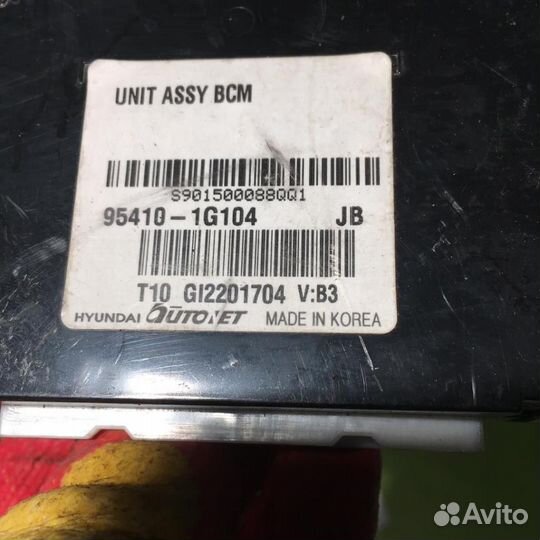 UNIT ASSY BCM
S901500088QQ1
95410-1G104 JB
T10 GI2201704 V:B3
HYUNDAI AUTONET MADE IN KOREA
Avito